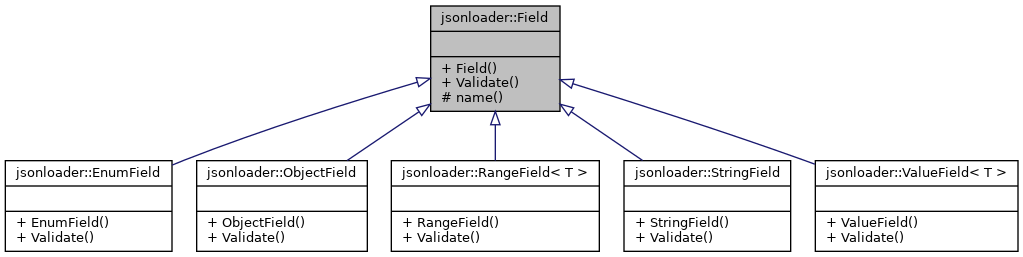 jsonloader::Field
+ Field()
+ Validate()
# name()
jsonloader::EnumField
+ EnumField()
+ Validate()
jsonloader::ObjectField
+ ObjectField()
+ Validate()
jsonloader::RangeField< T >
+ RangeField()
+ Validate()
jsonloader::StringField
+ StringField()
+ Validate()
jsonloader::ValueField< T >
+ ValueField()
+ Validate()